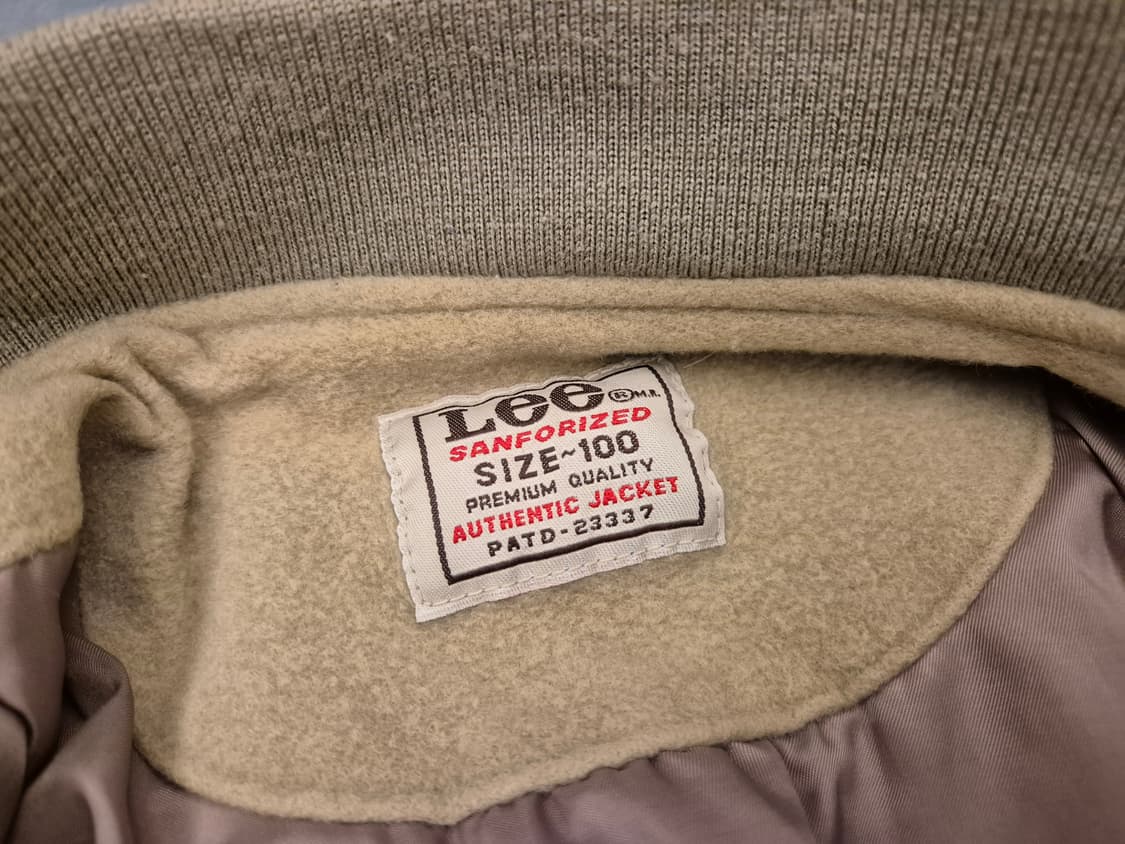 Lee ® M.R.
SANFORIZED
SIZE~100
PREMIUM QUALITY
AUTHENTIC JACKET
PATD-23337